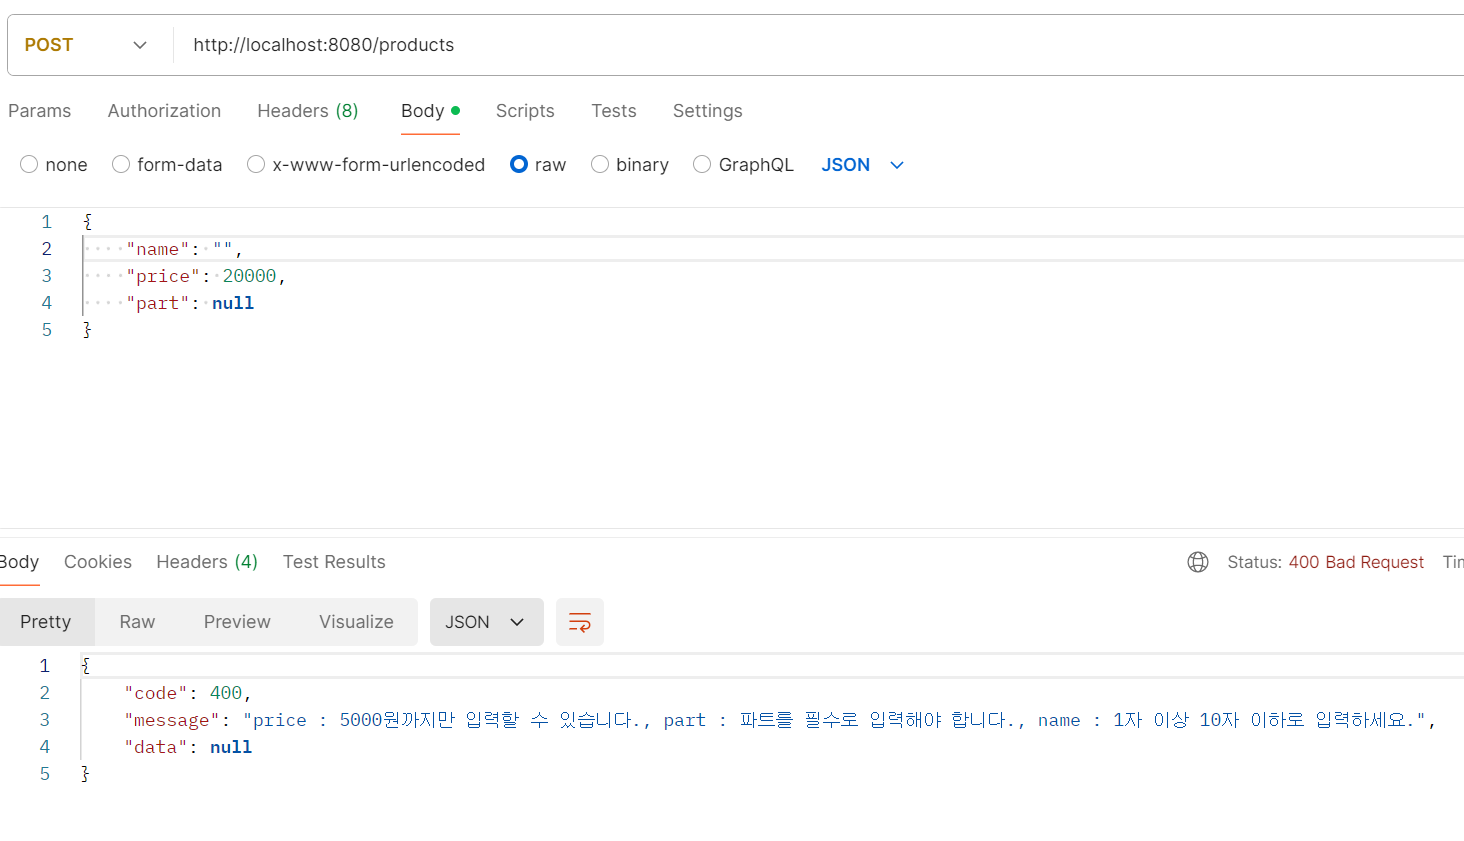 POST http://localhost:8080/products
Params Authorization Headers (8) Body Scripts Tests Settings
none form-data x-www-form-urlencoded raw binary GraphQL JSON
1 {
2 "name": "",
3 "price": 20000,
4 "part": null
5 }
Body Cookies Headers (4) Test Results Status: 400 Bad Request
Pretty Raw Preview Visualize JSON
1 {
2 "code": 400,
3 "message": "price : 5000원까지만 입력할 수 있습니다., part : 파트를 필수로 입력해야 합니다., name : 1자 이상 10자 이하로 입력하세요.",
4 "data": null
5 }